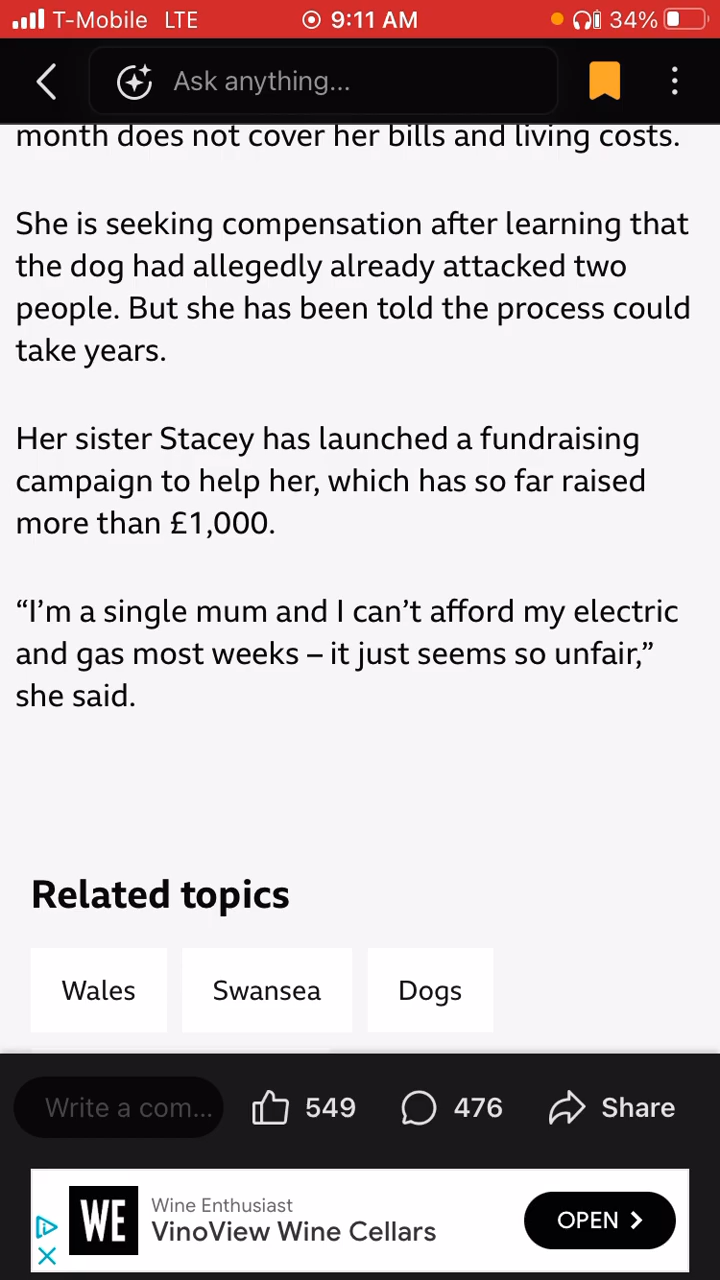 T-Mobile LTE 9:11 AM 34%
Ask anything...
month does not cover her bills and living costs.
She is seeking compensation after learning that
the dog had allegedly already attacked two
people. But she has been told the process could
take years.
Her sister Stacey has launched a fundraising
campaign to help her, which has so far raised
more than £1,000.
“I’m a single mum and I can’t afford my electric
and gas most weeks – it just seems so unfair,”
she said.
Related topics
Wales Swansea Dogs
Write a com... 549 476 Share
WE Wine Enthusiast
VinoView Wine Cellars
OPEN